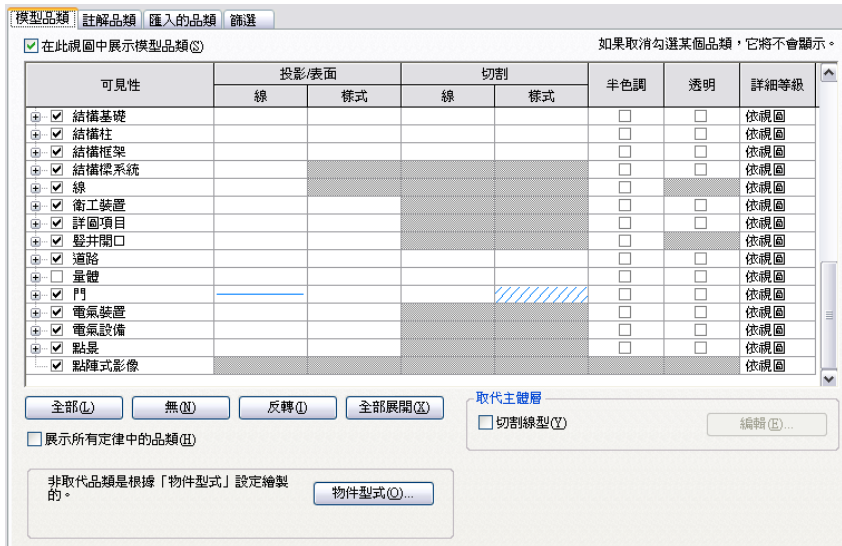 模型品類 註解品類 匯入的品類 篩選
在此視圖中展示模型品類(S) 如果取消勾選某個品類，它將不會顯示。
可見性 投影/表面 切割 半色調 透明 詳細等級
線 樣式 線 樣式
結構基礎 依視圖
結構柱 依視圖
結構框架 依視圖
結構樑系統 依視圖
線 依視圖
衛工裝置 依視圖
詳圖項目 依視圖
豎井開口 依視圖
道路 依視圖
量體 依視圖
門 依視圖
電氣裝置 依視圖
電氣設備 依視圖
點景 依視圖
點陣式影像 依視圖
全部(L) 無(N) 反轉(I) 全部展開(X)
取代主體層
切割線型(Y) 編輯(E)...
展示所有定律中的品類(H)
非取代品類是根據「物件型式」設定繪製
的。
物件型式(O)...